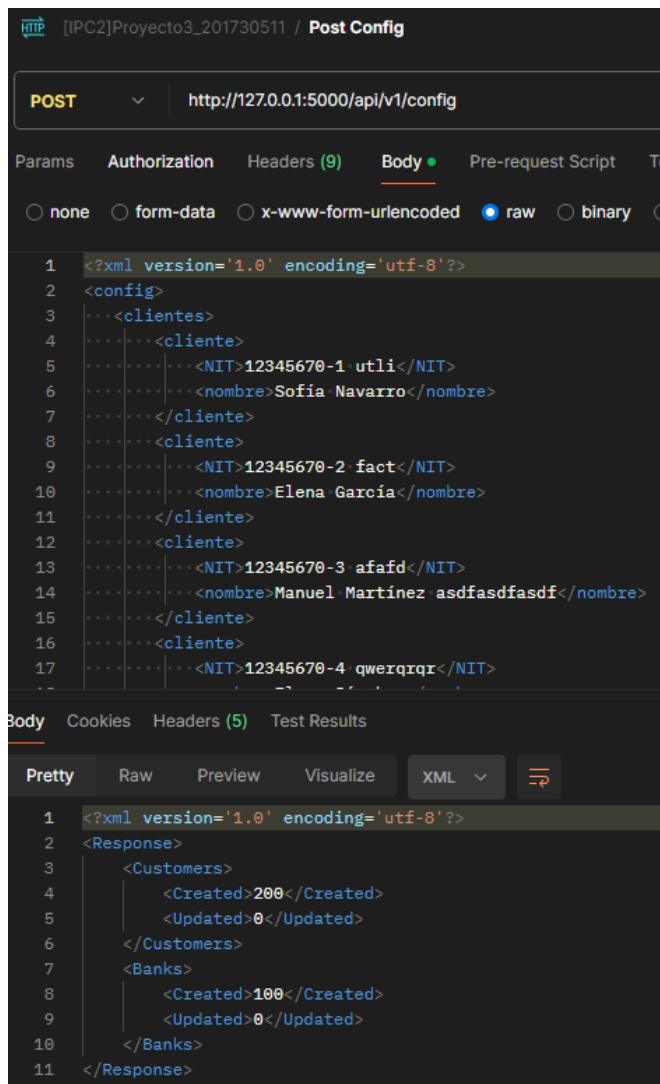 HTTP [IPC2]Proyecto3_201730511 / Post Config
POST http://127.0.0.1:5000/api/v1/config
Params Authorization Headers (9) Body Pre-request Script
none form-data x-www-form-urlencoded raw binary
1 <?xml version='1.0' encoding='utf-8'?>
2 <config>
3 <clientes>
4 <cliente>
5 <NIT>12345670-1 utli</NIT>
6 <nombre>Sofía Navarro</nombre>
7 </cliente>
8 <cliente>
9 <NIT>12345670-2 fact</NIT>
10 <nombre>Elena García</nombre>
11 </cliente>
12 <cliente>
13 <NIT>12345670-3 afafd</NIT>
14 <nombre>Manuel Martínez asdfasdfasdf</nombre>
15 </cliente>
16 <cliente>
17 <NIT>12345670-4 qwerqrqr</NIT>
Body Cookies Headers (5) Test Results
Pretty Raw Preview Visualize XML
1 <?xml version='1.0' encoding='utf-8'?>
2 <Response>
3 <Customers>
4 <Created>200</Created>
5 <Updated>0</Updated>
6 </Customers>
7 <Banks>
8 <Created>100</Created>
9 <Updated>0</Updated>
10 </Banks>
11 </Response>